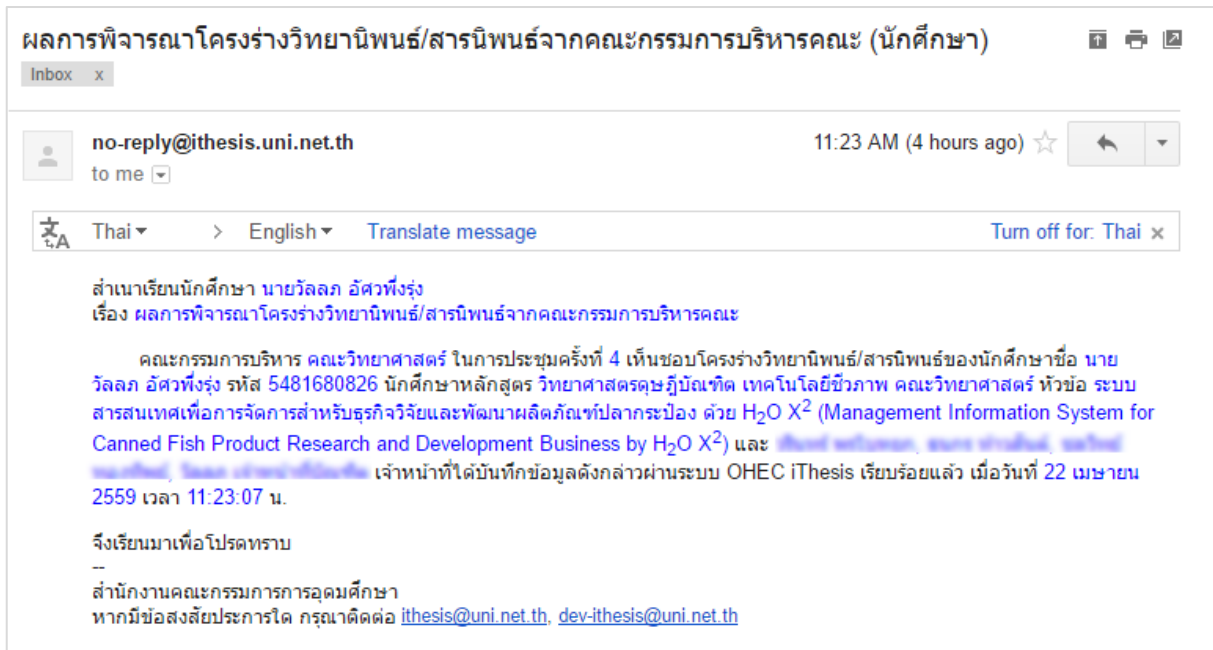 ผลการพิจารณาโครงร่างวิทยานิพนธ์/สารนิพนธ์จากคณะกรรมการบริหารคณะ (นักศึกษา)
Inbox x
no-reply@ithesis.uni.net.th 11:23 AM (4 hours ago)
to me
Thai > English Translate message Turn off for: Thai x
สำเนาเรียนนักศึกษา นายวัลลภ อัศวพึ่งรุ่ง
เรื่อง ผลการพิจารณาโครงร่างวิทยานิพนธ์/สารนิพนธ์จากคณะกรรมการบริหารคณะ
คณะกรรมการบริหาร คณะวิทยาศาสตร์ ในการประชุมครั้งที่ 4 เห็นชอบโครงร่างวิทยานิพนธ์/สารนิพนธ์ของนักศึกษาชื่อ นาย
วัลลภ อัศวพึ่งรุ่ง รหัส 5481680826 นักศึกษาหลักสูตร วิทยาศาสตรดุษฎีบัณฑิต เทคโนโลยีชีวภาพ คณะวิทยาศาสตร์ หัวข้อ ระบบ
สารสนเทศเพื่อการจัดการสำหรับธุรกิจวิจัยและพัฒนาผลิตภัณฑ์ปลากระป๋อง ด้วย H₂O X² (Management Information System for
Canned Fish Product Research and Development Business by H₂O X²) และ
เจ้าหน้าที่ได้บันทึกข้อมูลดังกล่าวผ่านระบบ OHEC iThesis เรียบร้อยแล้ว เมื่อวันที่ 22 เมษายน
2559 เวลา 11:23:07 น.
จึงเรียนมาเพื่อโปรดทราบ
--
สำนักงานคณะกรรมการการอุดมศึกษา
หากมีข้อสงสัยประการใด กรุณาติดต่อ ithesis@uni.net.th, dev-ithesis@uni.net.th